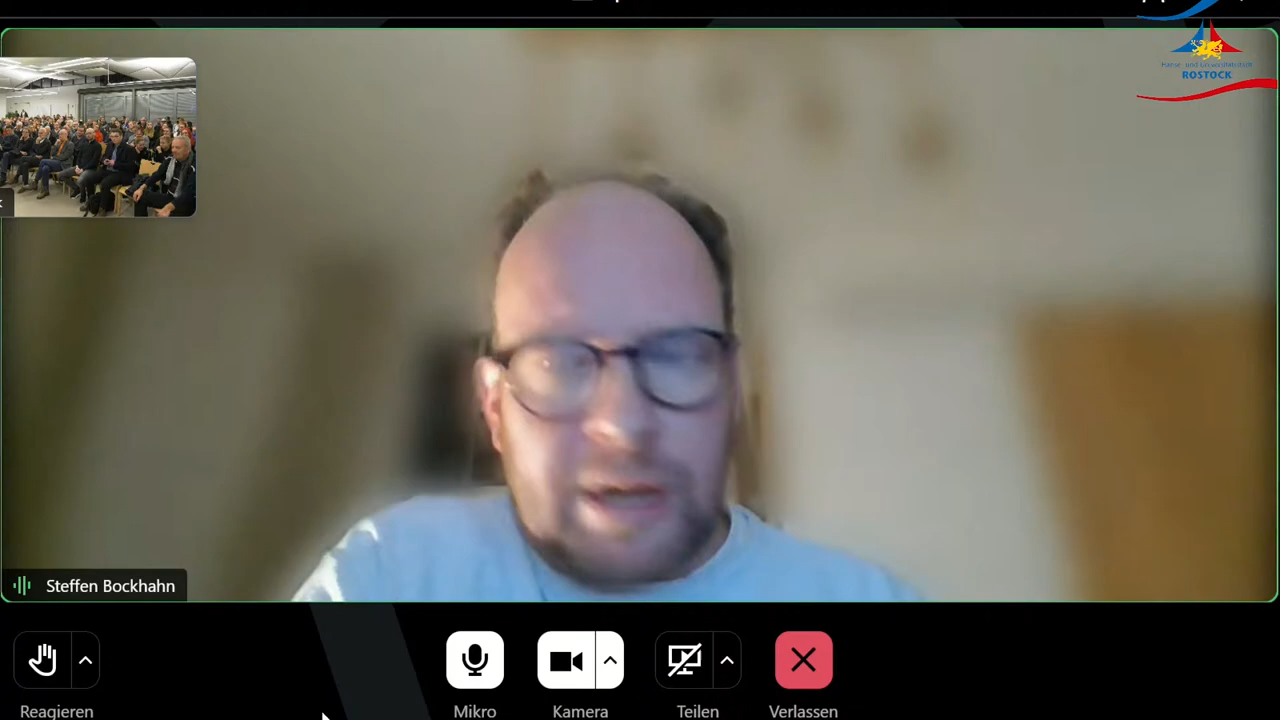 Hanse- und Universitätsstadt
ROSTOCK
Steffen Bockhahn
Reagieren
Mikro
Kamera
Teilen
Verlassen